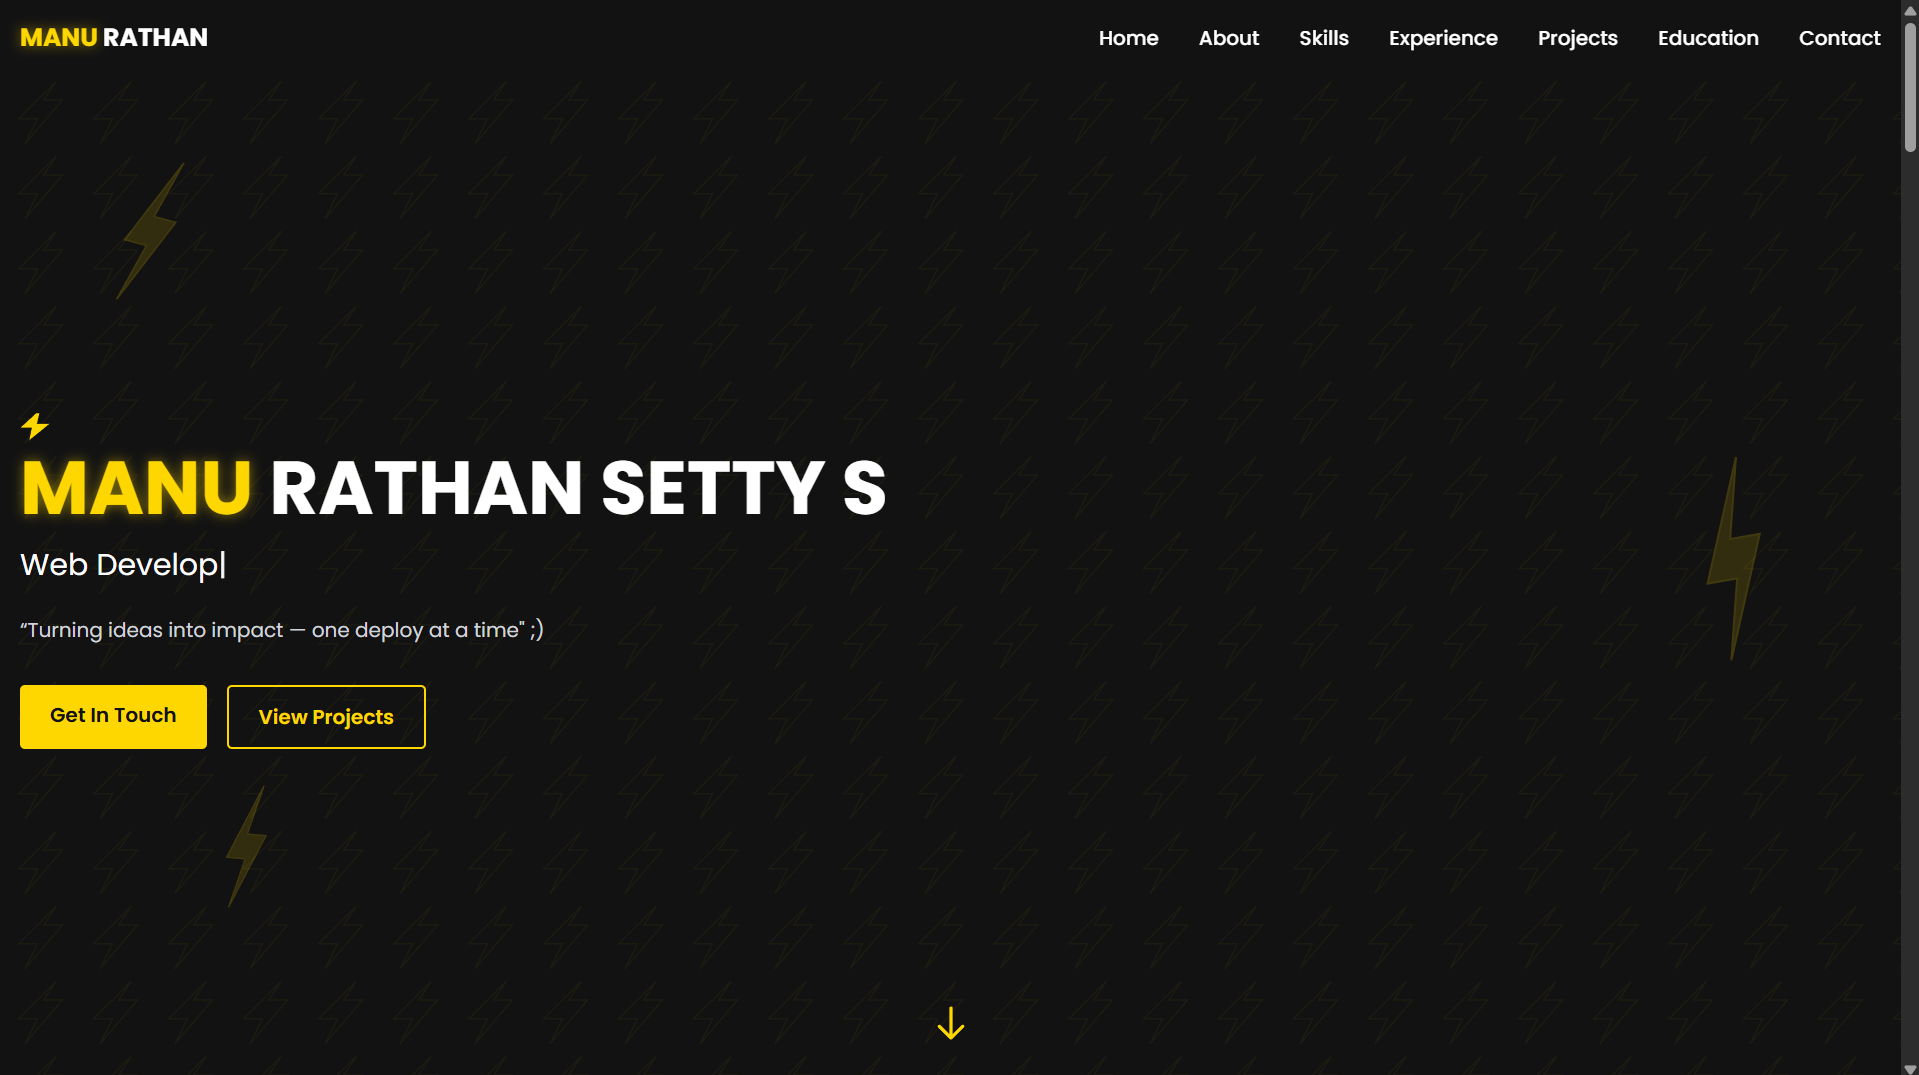 MANU RATHAN
Home About Skills Experience Projects Education Contact
MANU RATHAN SETTY S
Web Develop|
“Turning ideas into impact — one deploy at a time" ;)
Get In Touch
View Projects